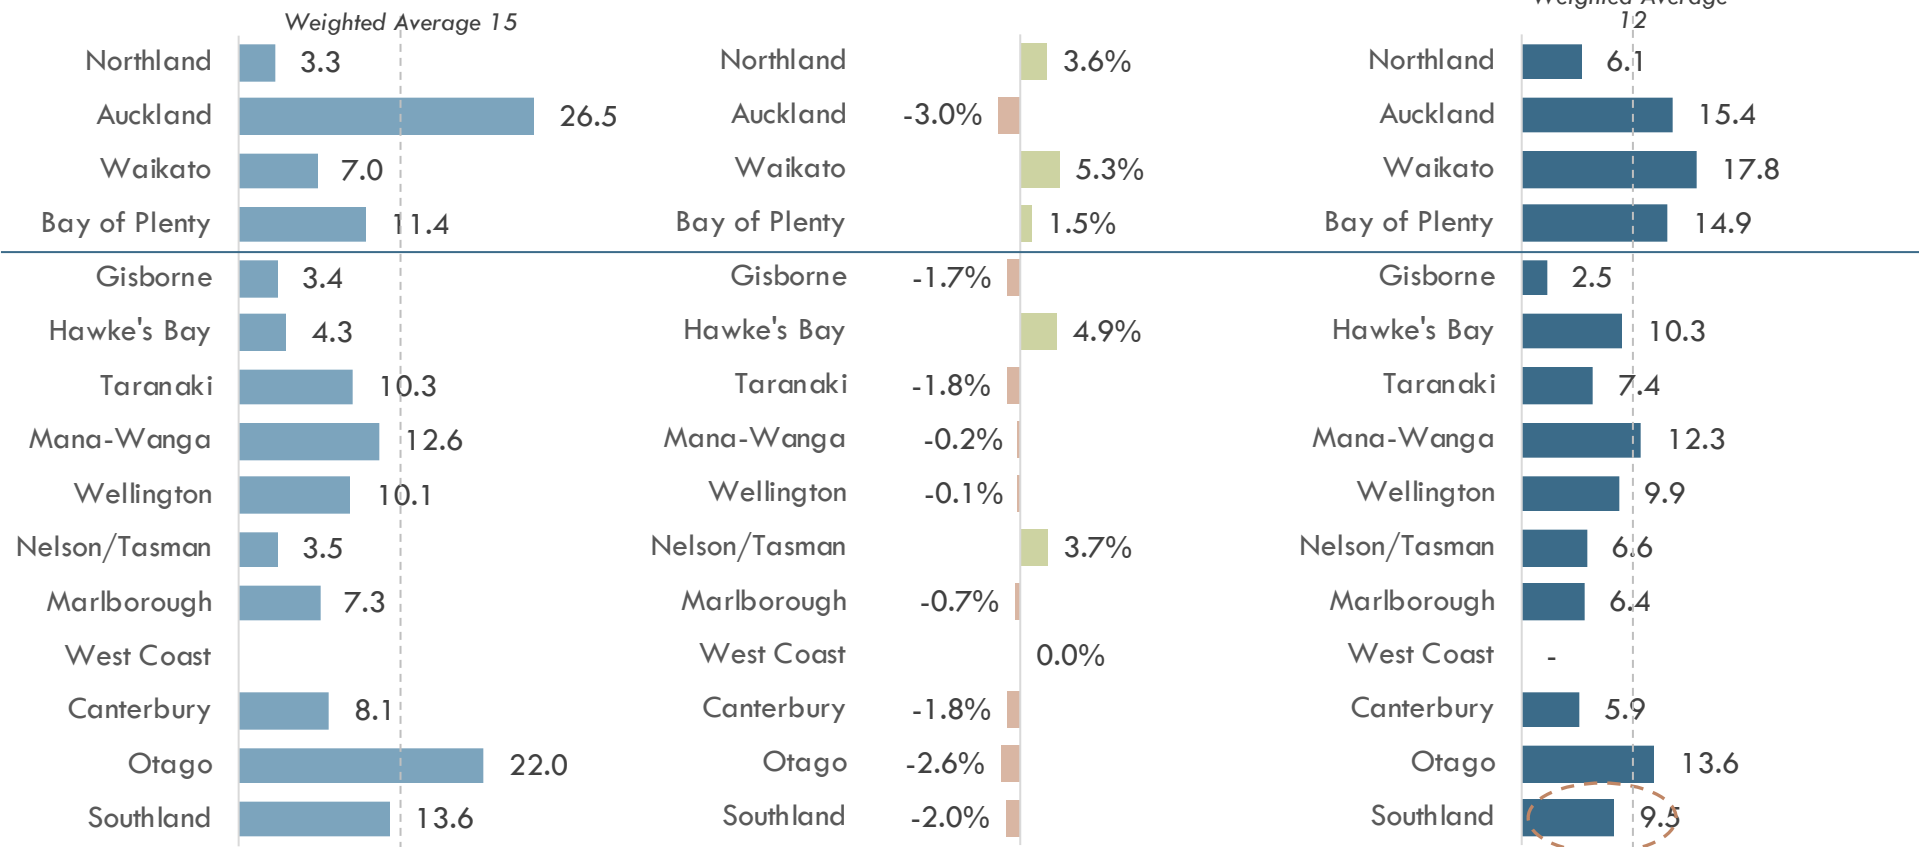 Weighted Average 15
Weighted Average
12
Northland 3.3 Northland 3.6% Northland 6.1
Auckland 26.5 Auckland -3.0% Auckland 15.4
Waikato 7.0 Waikato 5.3% Waikato 17.8
Bay of Plenty 11.4 Bay of Plenty 1.5% Bay of Plenty 14.9
Gisborne 3.4 Gisborne -1.7% Gisborne 2.5
Hawke's Bay 4.3 Hawke's Bay 4.9% Hawke's Bay 10.3
Taranaki 10.3 Taranaki -1.8% Taranaki 7.4
Mana-Wanga 12.6 Mana-Wanga -0.2% Mana-Wanga 12.3
Wellington 10.1 Wellington -0.1% Wellington 9.9
Nelson/Tasman 3.5 Nelson/Tasman 3.7% Nelson/Tasman 6.6
Marlborough 7.3 Marlborough -0.7% Marlborough 6.4
West Coast West Coast 0.0% West Coast -
Canterbury 8.1 Canterbury -1.8% Canterbury 5.9
Otago 22.0 Otago -2.6% Otago 13.6
Southland 13.6 Southland -2.0% Southland 9.5